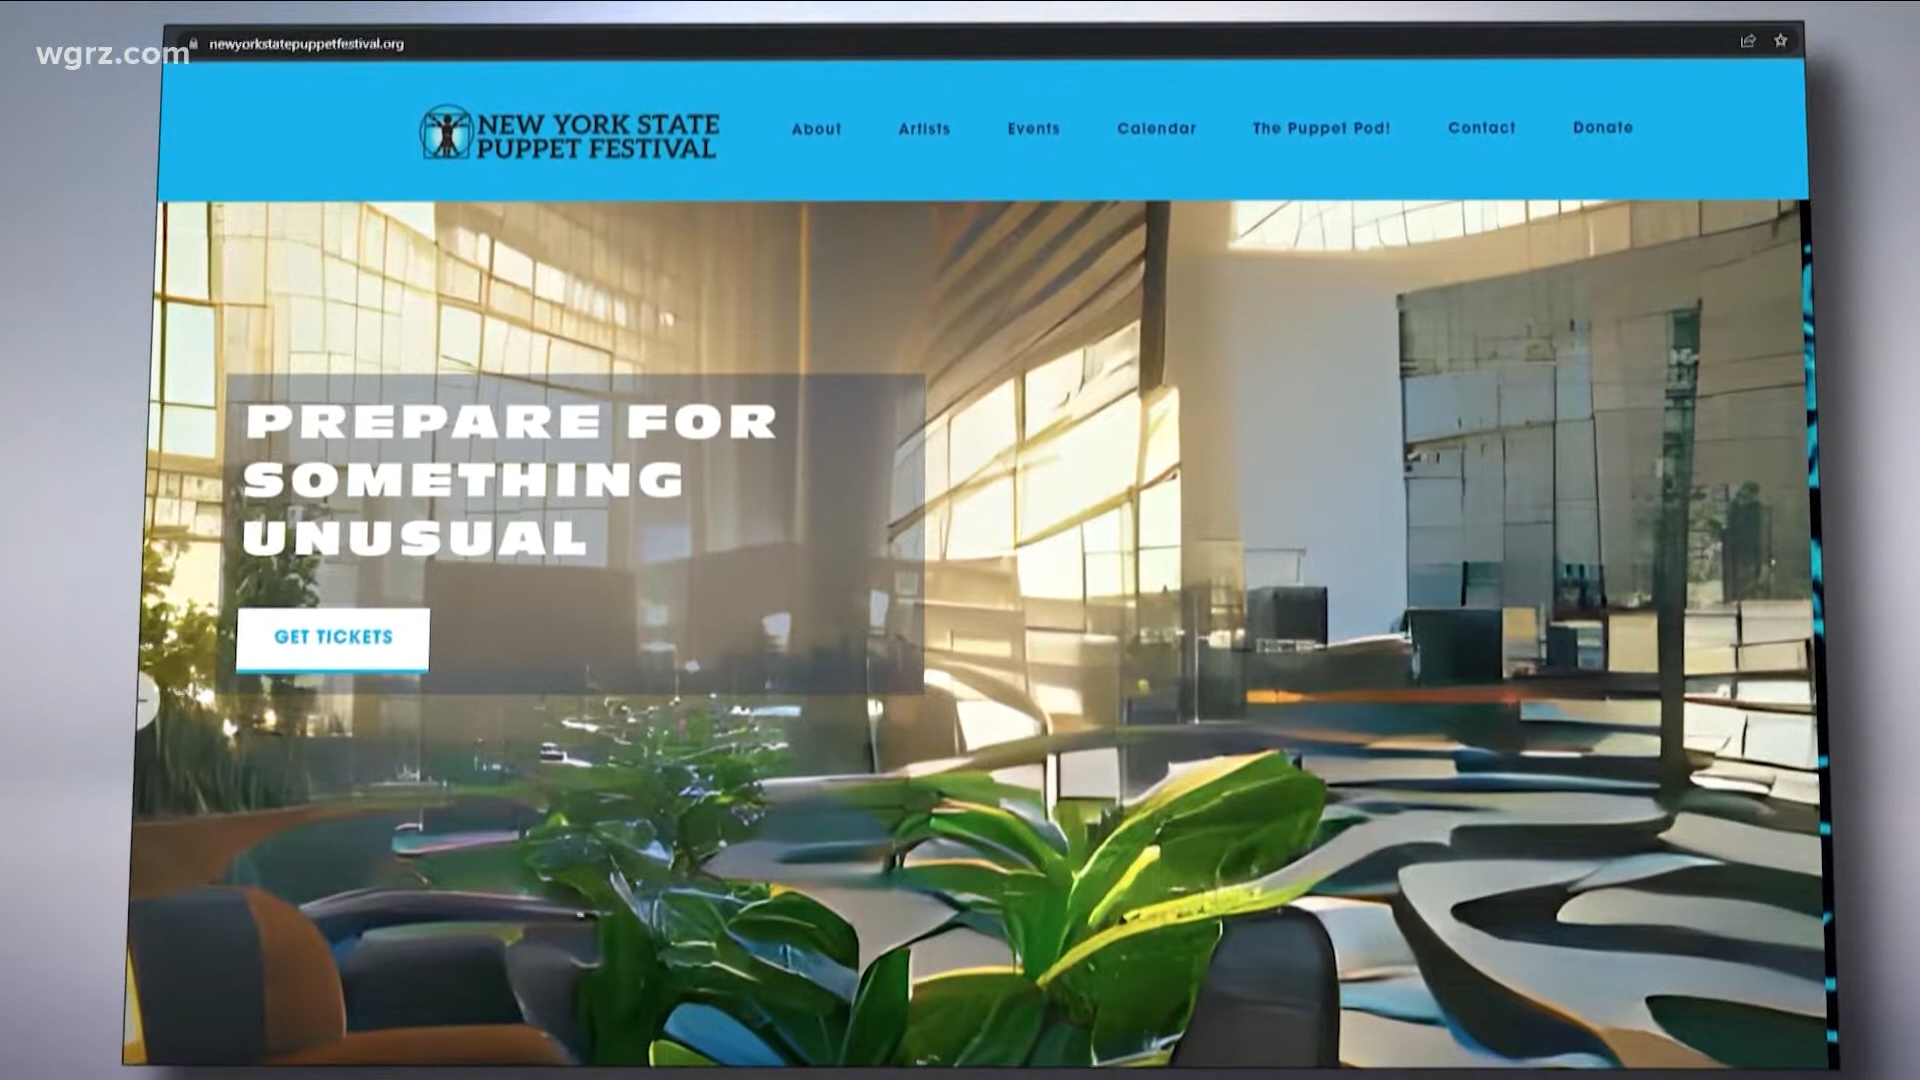 wgrz.com
newyorkstatepuppetfestival.org
NEW YORK STATE
PUPPET FESTIVAL
About
Artists
Events
Calendar
The Puppet Pod!
Contact
Donate
PREPARE FOR
SOMETHING
UNUSUAL
GET TICKETS